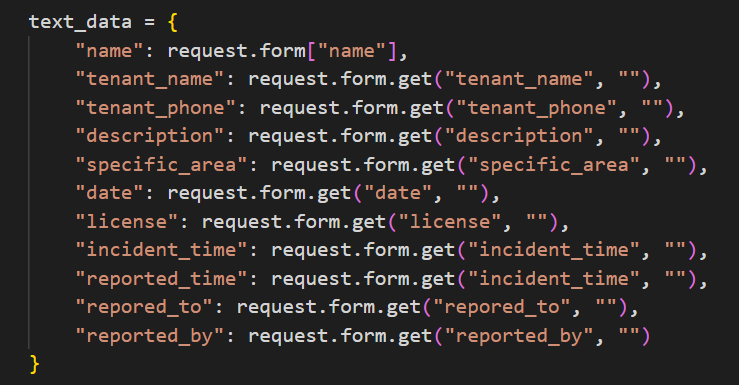 text_data = {
    "name": request.form["name"],
    "tenant_name": request.form.get("tenant_name", ""),
    "tenant_phone": request.form.get("tenant_phone", ""),
    "description": request.form.get("description", ""),
    "specific_area": request.form.get("specific_area", ""),
    "date": request.form.get("date", ""),
    "license": request.form.get("license", ""),
    "incident_time": request.form.get("incident_time", ""),
    "reported_time": request.form.get("incident_time", ""),
    "repored_to": request.form.get("repored_to", ""),
    "reported_by": request.form.get("reported_by", "")
}